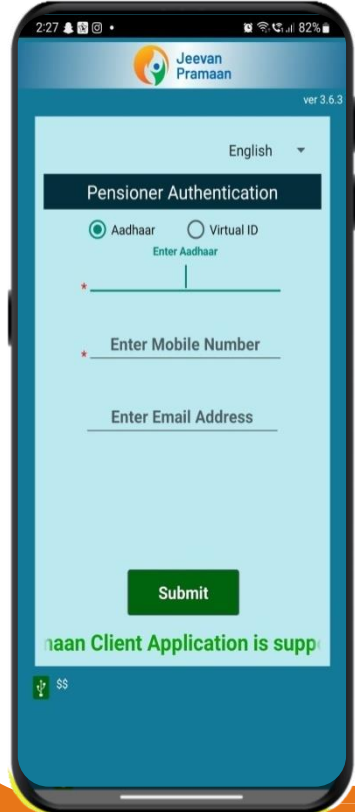 2:27 82%
Jeevan
Pramaan
ver 3.6.3
English
Pensioner Authentication
Aadhaar Virtual ID
Enter Aadhaar
*
* Enter Mobile Number
Enter Email Address
Submit
naan Client Application is supp
$$